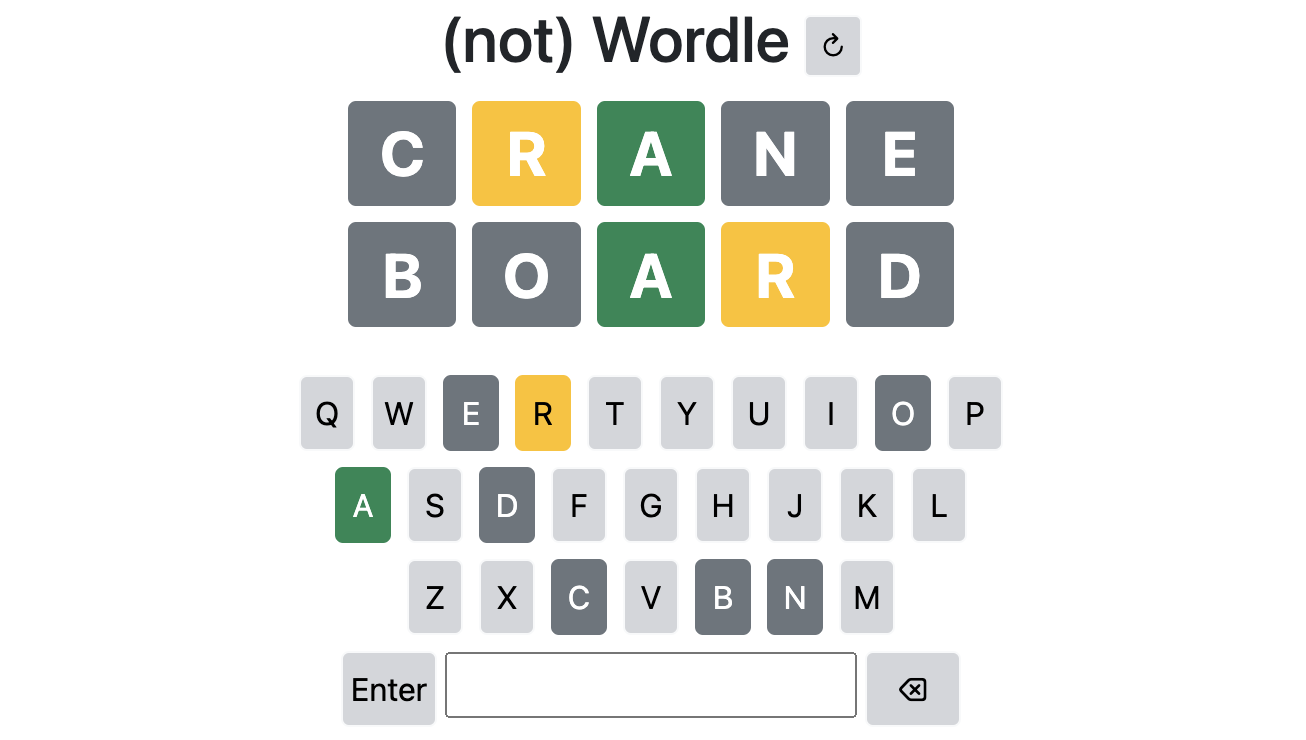 (not) Wordle
C R A N E
B O A R D
Q W E R T Y U I O P
A S D F G H J K L
Z X C V B N M
Enter